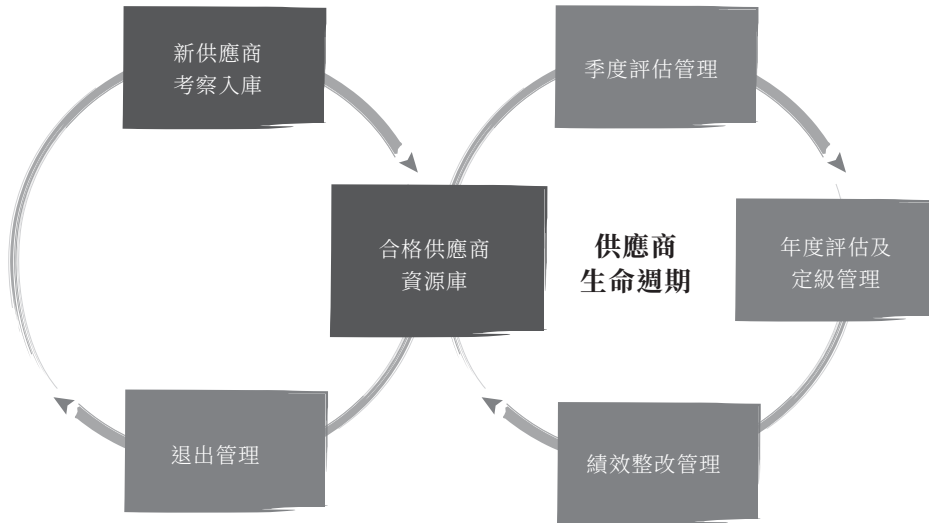 新供應商
考察入庫
季度評估管理
合格供應商
資源庫
供應商
生命週期
年度評估及
定級管理
退出管理
績效整改管理